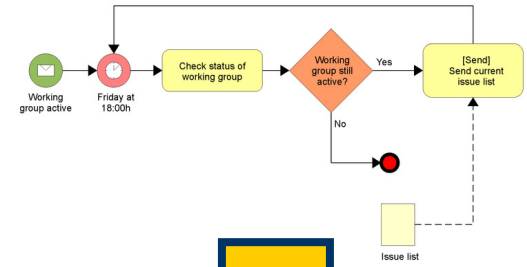 Working
group active
Friday at
18:00h
Check status of
working group
Working
group still
active?
Yes
No
[Send]
Send current
issue list
Issue list